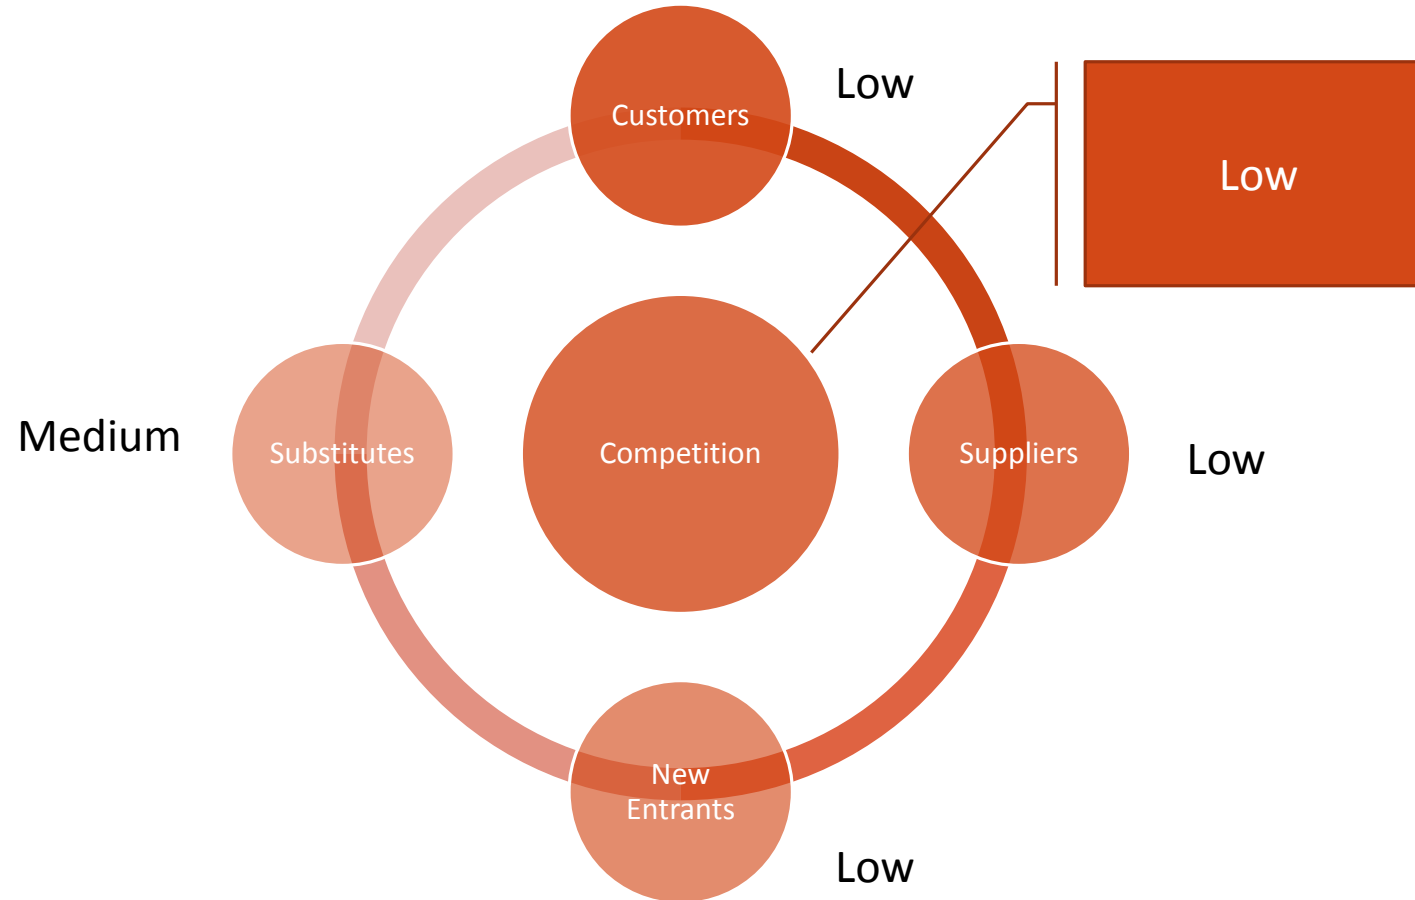 Customers
Low
Low
Medium
Substitutes
Competition
Suppliers
Low
New
Entrants
Low